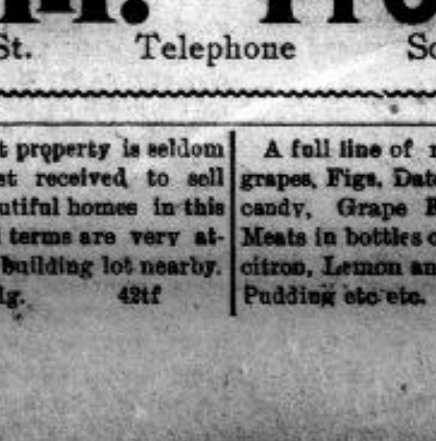 St. Telephone So
t property is seldom
st received to sell
utiful homes in this
terms are very at-
building lot nearby.
lg. 42tf
A full line of
grapes, Figs, Dat
candy, Grape
Meats in bottles
citron, Lemon an
Pudding etc etc.